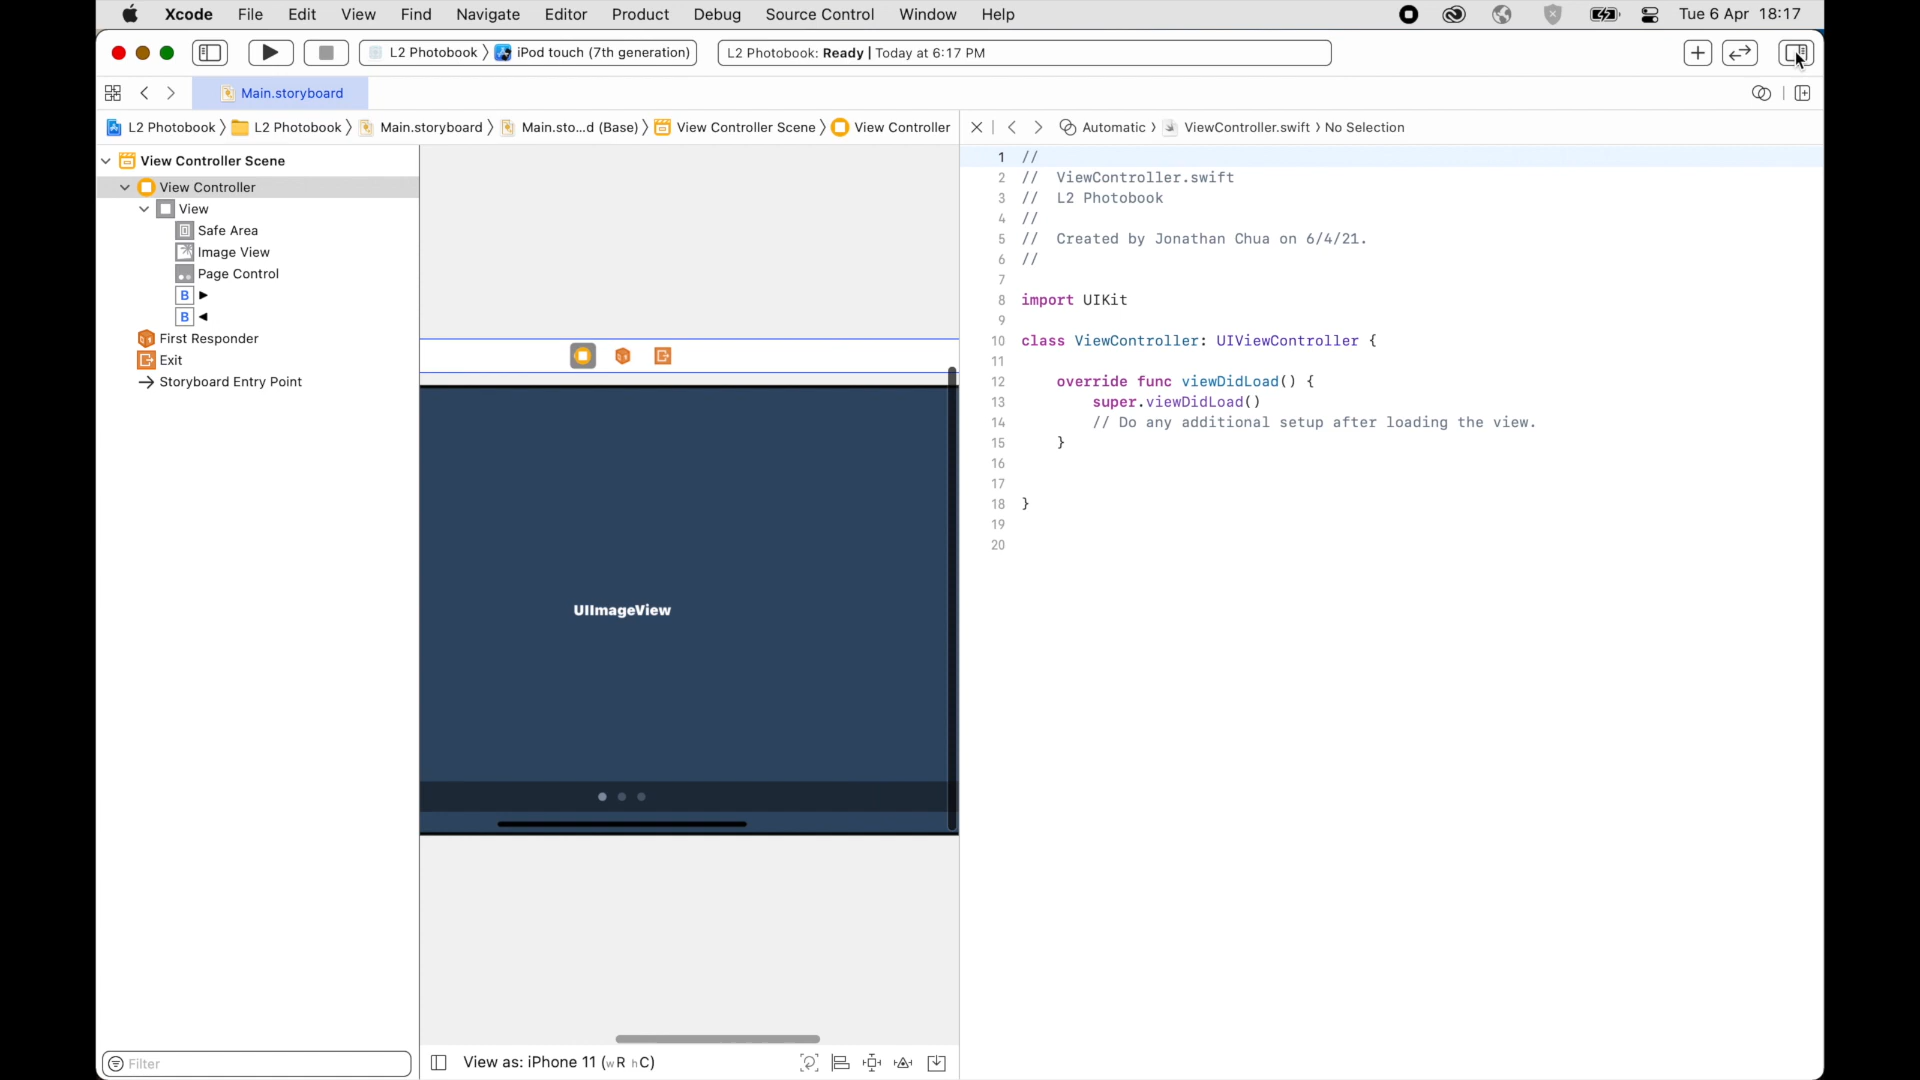 Xcode File Edit View Find Navigate Editor Product Debug Source Control Window Help Tue 6 Apr 18:17
L2 Photobook 〉 iPod touch (7th generation) L2 Photobook: Ready | Today at 6:17 PM
Main.storyboard
L2 Photobook 〉 L2 Photobook 〉 Main.storyboard 〉 Main.sto...d (Base) 〉 View Controller Scene 〉 View Controller
Automatic 〉 ViewController.swift 〉 No Selection
View Controller Scene
View Controller
View
Safe Area
Image View
Page Control
B ▶
B ◀
First Responder
Exit
Storyboard Entry Point
Filter
UIImageView
View as: iPhone 11 (wR hC)
1 //
2 // ViewController.swift
3 // L2 Photobook
4 //
5 // Created by Jonathan Chua on 6/4/21.
6 //
7
8 import UIKit
9
10 class ViewController: UIViewController {
11
12 override func viewDidLoad() {
13 super.viewDidLoad()
14 // Do any additional setup after loading the view.
15 }
16
17
18 }
19
20